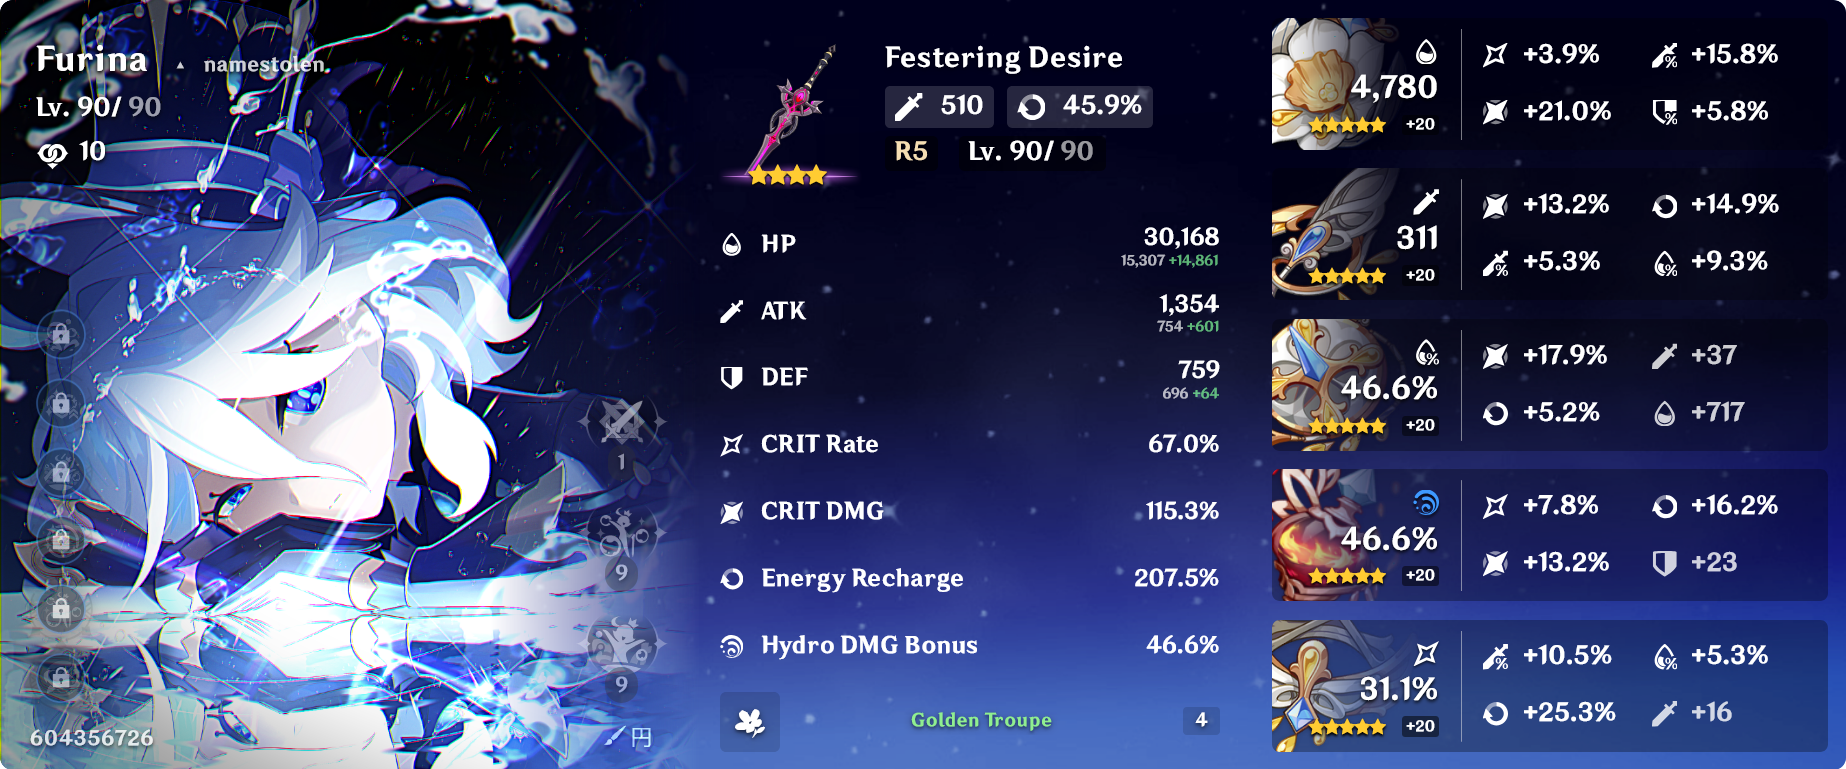 Furina ▲ namestolen
Lv. 90/ 90
10
1
9
9
604356726
円
Festering Desire
510 45.9%
R5 Lv. 90/ 90
HP 30,168
15,307 +14,861
ATK 1,354
754 +601
DEF 759
696 +64
CRIT Rate 67.0%
CRIT DMG 115.3%
Energy Recharge 207.5%
Hydro DMG Bonus 46.6%
Golden Troupe 4
4,780
+20
+3.9% +15.8%
+21.0% +5.8%
311
+20
+13.2% +14.9%
+5.3% +9.3%
46.6%
+20
+17.9% +37
+5.2% +717
46.6%
+20
+7.8% +16.2%
+13.2% +23
31.1%
+20
+10.5% +5.3%
+25.3% +16